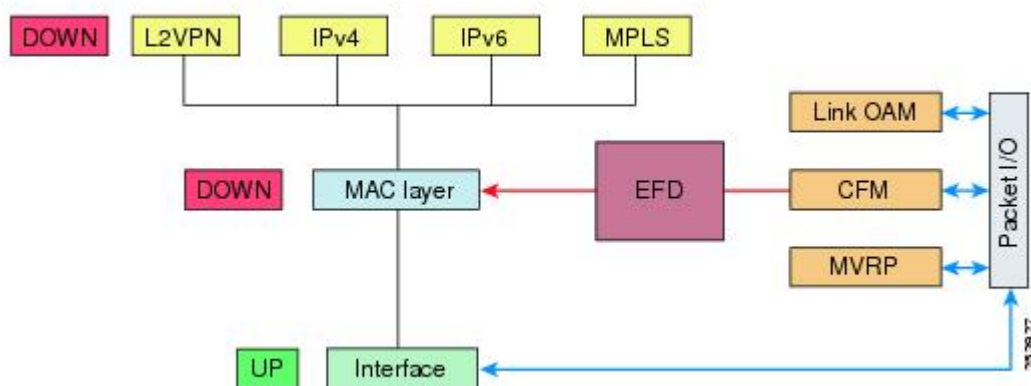 DOWN L2VPN IPv4 IPv6 MPLS
Link OAM
DOWN MAC layer EFD CFM
Packet I/O
MVRP
UP Interface